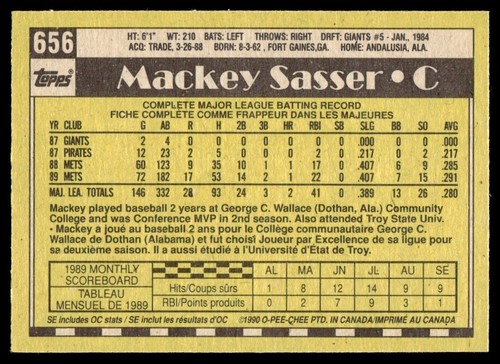 656
HT: 6'1" WT: 210 BATS: LEFT THROWS: RIGHT DRFT: GIANTS #5 - JAN., 1984
ACQ: TRADE, 3-26-88 BORN: 8-3-62, FORT GAINES, GA. HOME: ANDALUSIA, ALA.
Topps
Mackey Sasser • C
COMPLETE MAJOR LEAGUE BATTING RECORD
FICHE COMPLÈTE COMME FRAPPEUR DANS LES MAJEURES
YR CLUB G AB R H 2B 3B HR RBI SB SLG BB SO AVG
87 GIANTS 2 4 0 0 0 0 0 0 0 .000 0 0 .000
87 PIRATES 12 23 2 5 0 0 0 2 0 .217 0 2 .217
88 METS 60 123 9 35 10 1 1 17 0 .407 6 9 .285
89 METS 72 182 17 53 14 2 1 22 0 .407 7 15 .291
MAJ. LEA. TOTALS 146 332 28 93 24 3 2 41 0 .389 13 26 .280
Mackey played baseball 2 years at George C. Wallace (Dothan, Ala.) Community
College and was Conference MVP in 2nd season. Also attended Troy State Univ.
• Mackey a joué au baseball 2 ans pour le Collège communautaire George C.
Wallace de Dothan (Alabama) et fut choisi Joueur par Excellence de sa ligue pour
sa deuxième saison. Il a aussi étudié à l'Université d'État de Troy.
1989 MONTHLY
SCOREBOARD
TABLEAU
MENSUEL DE 1989
AL MA JN JL AU SE
Hits/Coups sûrs 1 8 12 14 9 9
RBI/Points produits 0 2 7 9 3 1
SE includes OC stats / SE inclut les stats d'OC ©1990 O-PEE-CHEE PTD. IN CANADA/IMPRIMÉ AU CANADA